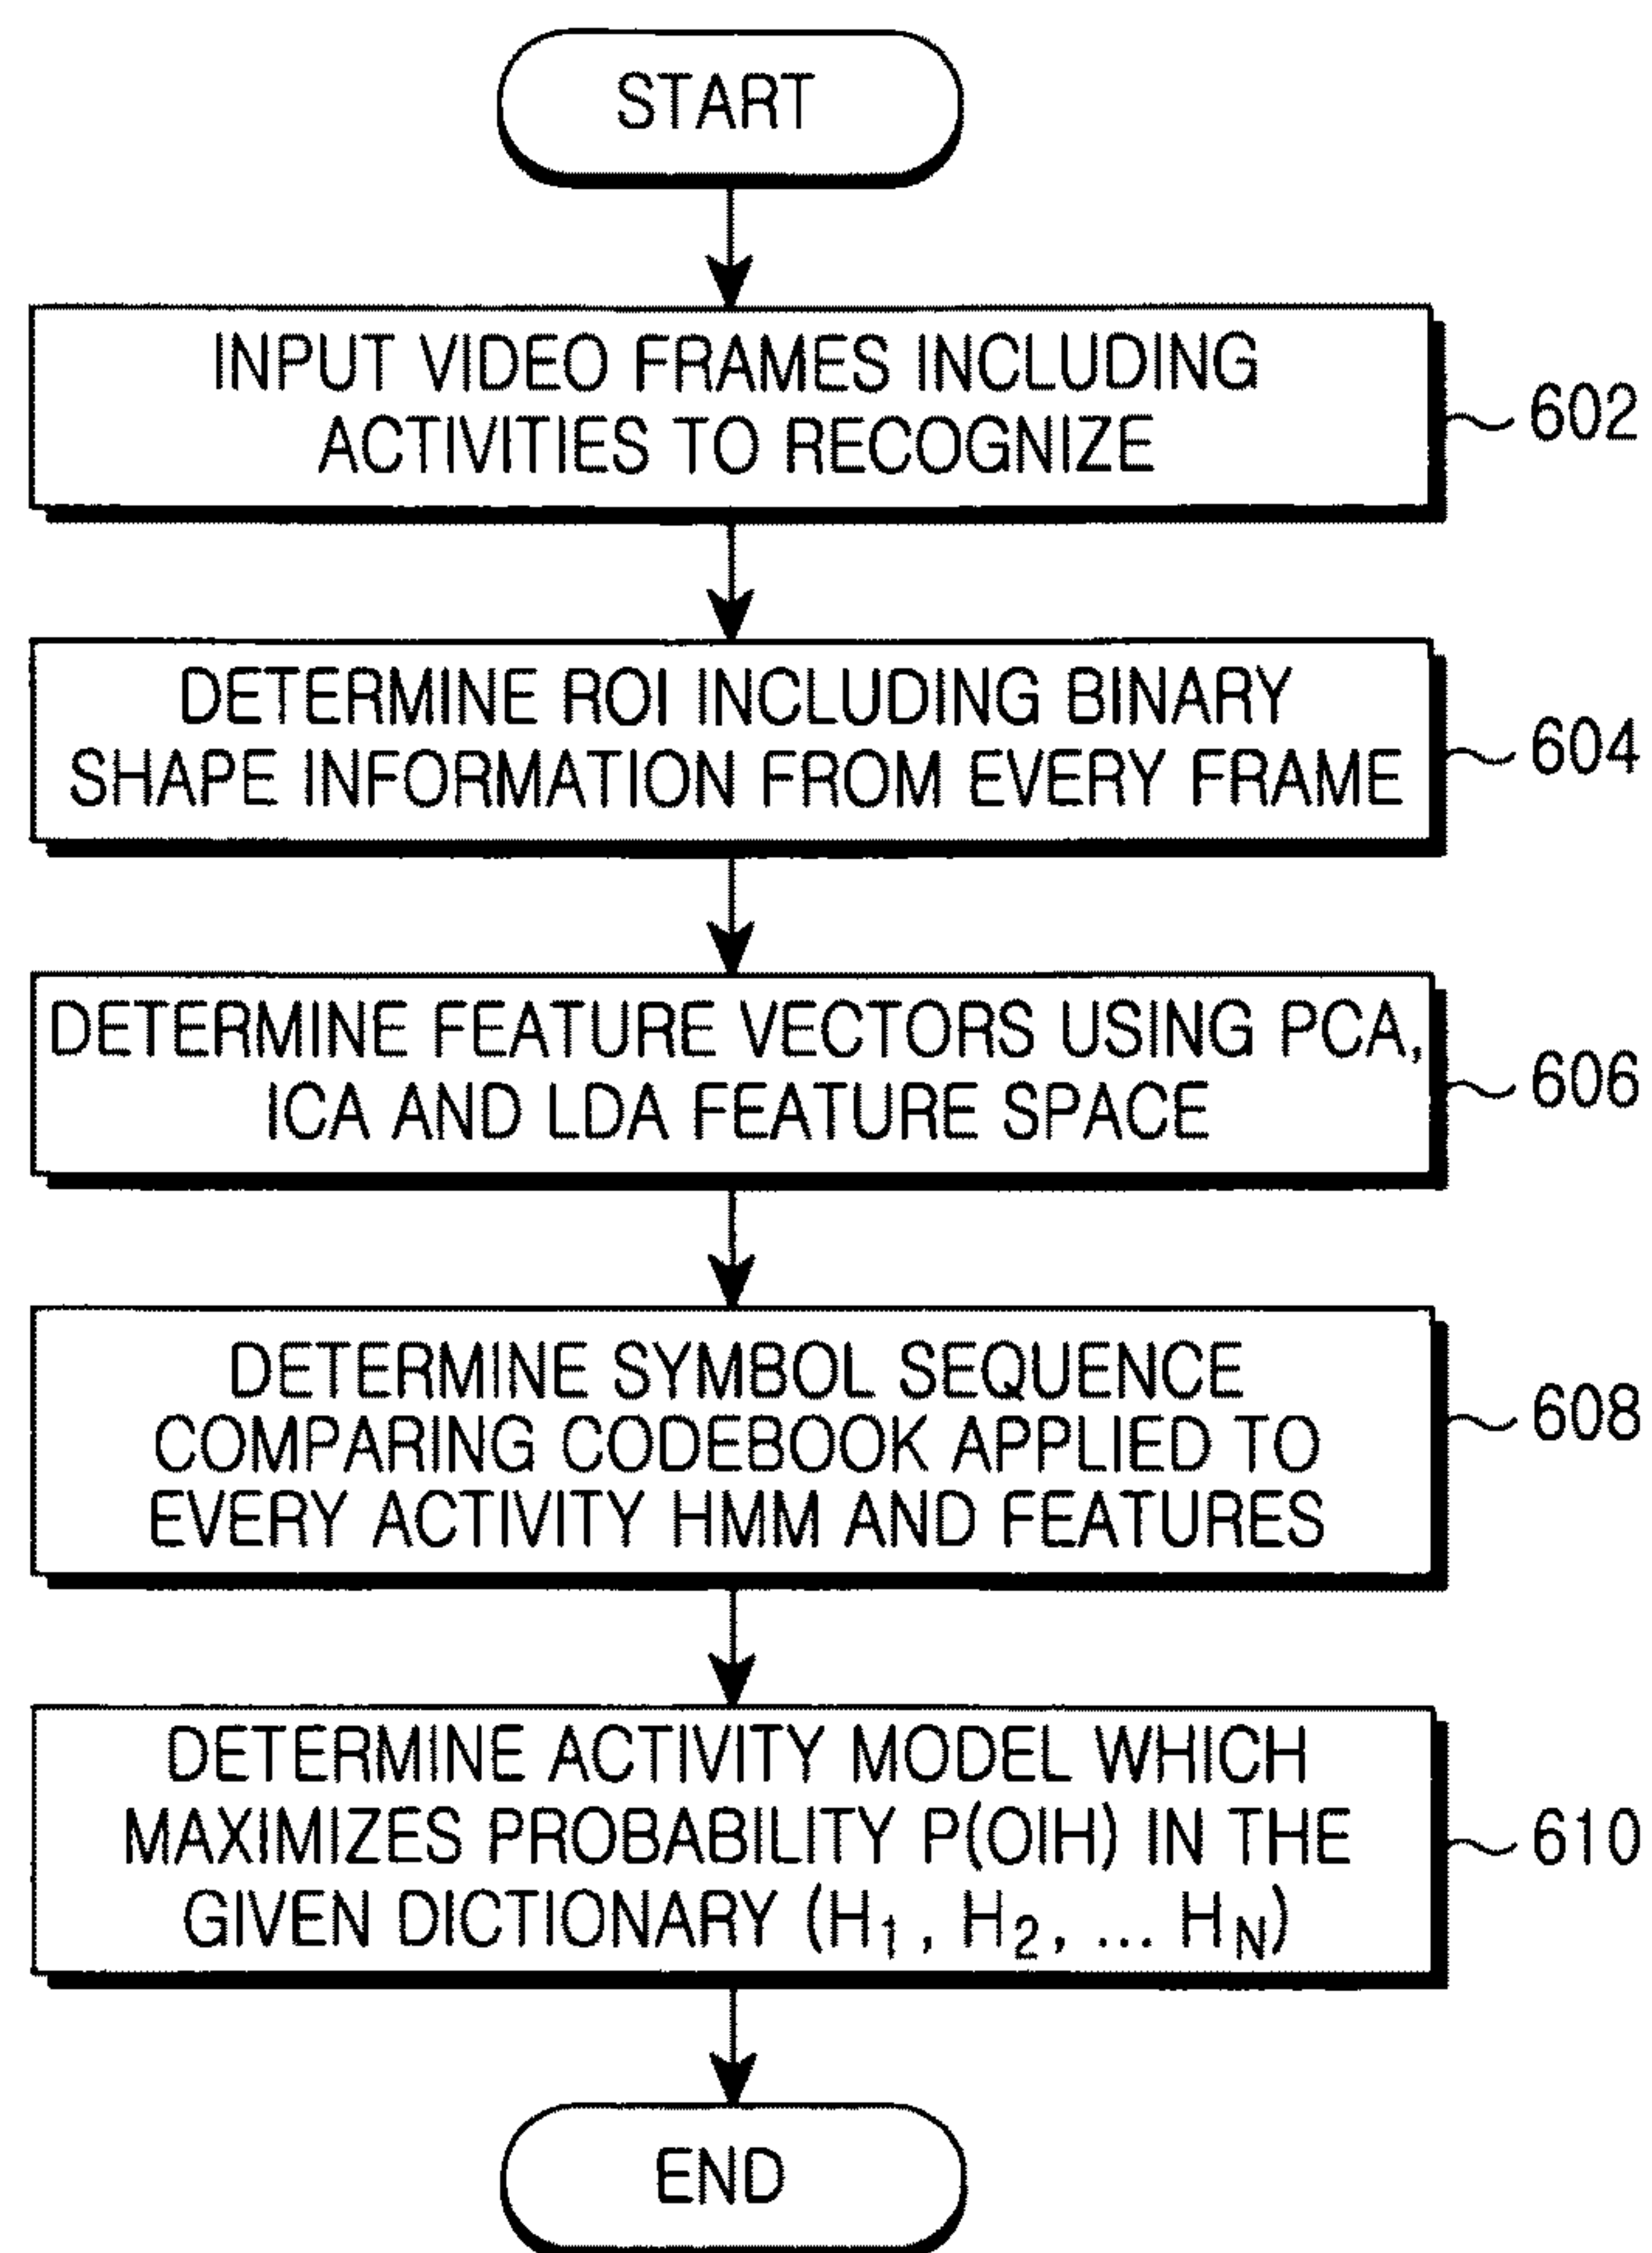 START
INPUT VIDEO FRAMES INCLUDING
ACTIVITIES TO RECOGNIZE
602
DETERMINE ROI INCLUDING BINARY
SHAPE INFORMATION FROM EVERY FRAME
604
DETERMINE FEATURE VECTORS USING PCA,
ICA AND LDA FEATURE SPACE
606
DETERMINE SYMBOL SEQUENCE
COMPARING CODEBOOK APPLIED TO
EVERY ACTIVITY HMM AND FEATURES
608
DETERMINE ACTIVITY MODEL WHICH
MAXIMIZES PROBABILITY P(OIH) IN THE
GIVEN DICTIONARY (H₁, H₂, ... H_N)
610
END